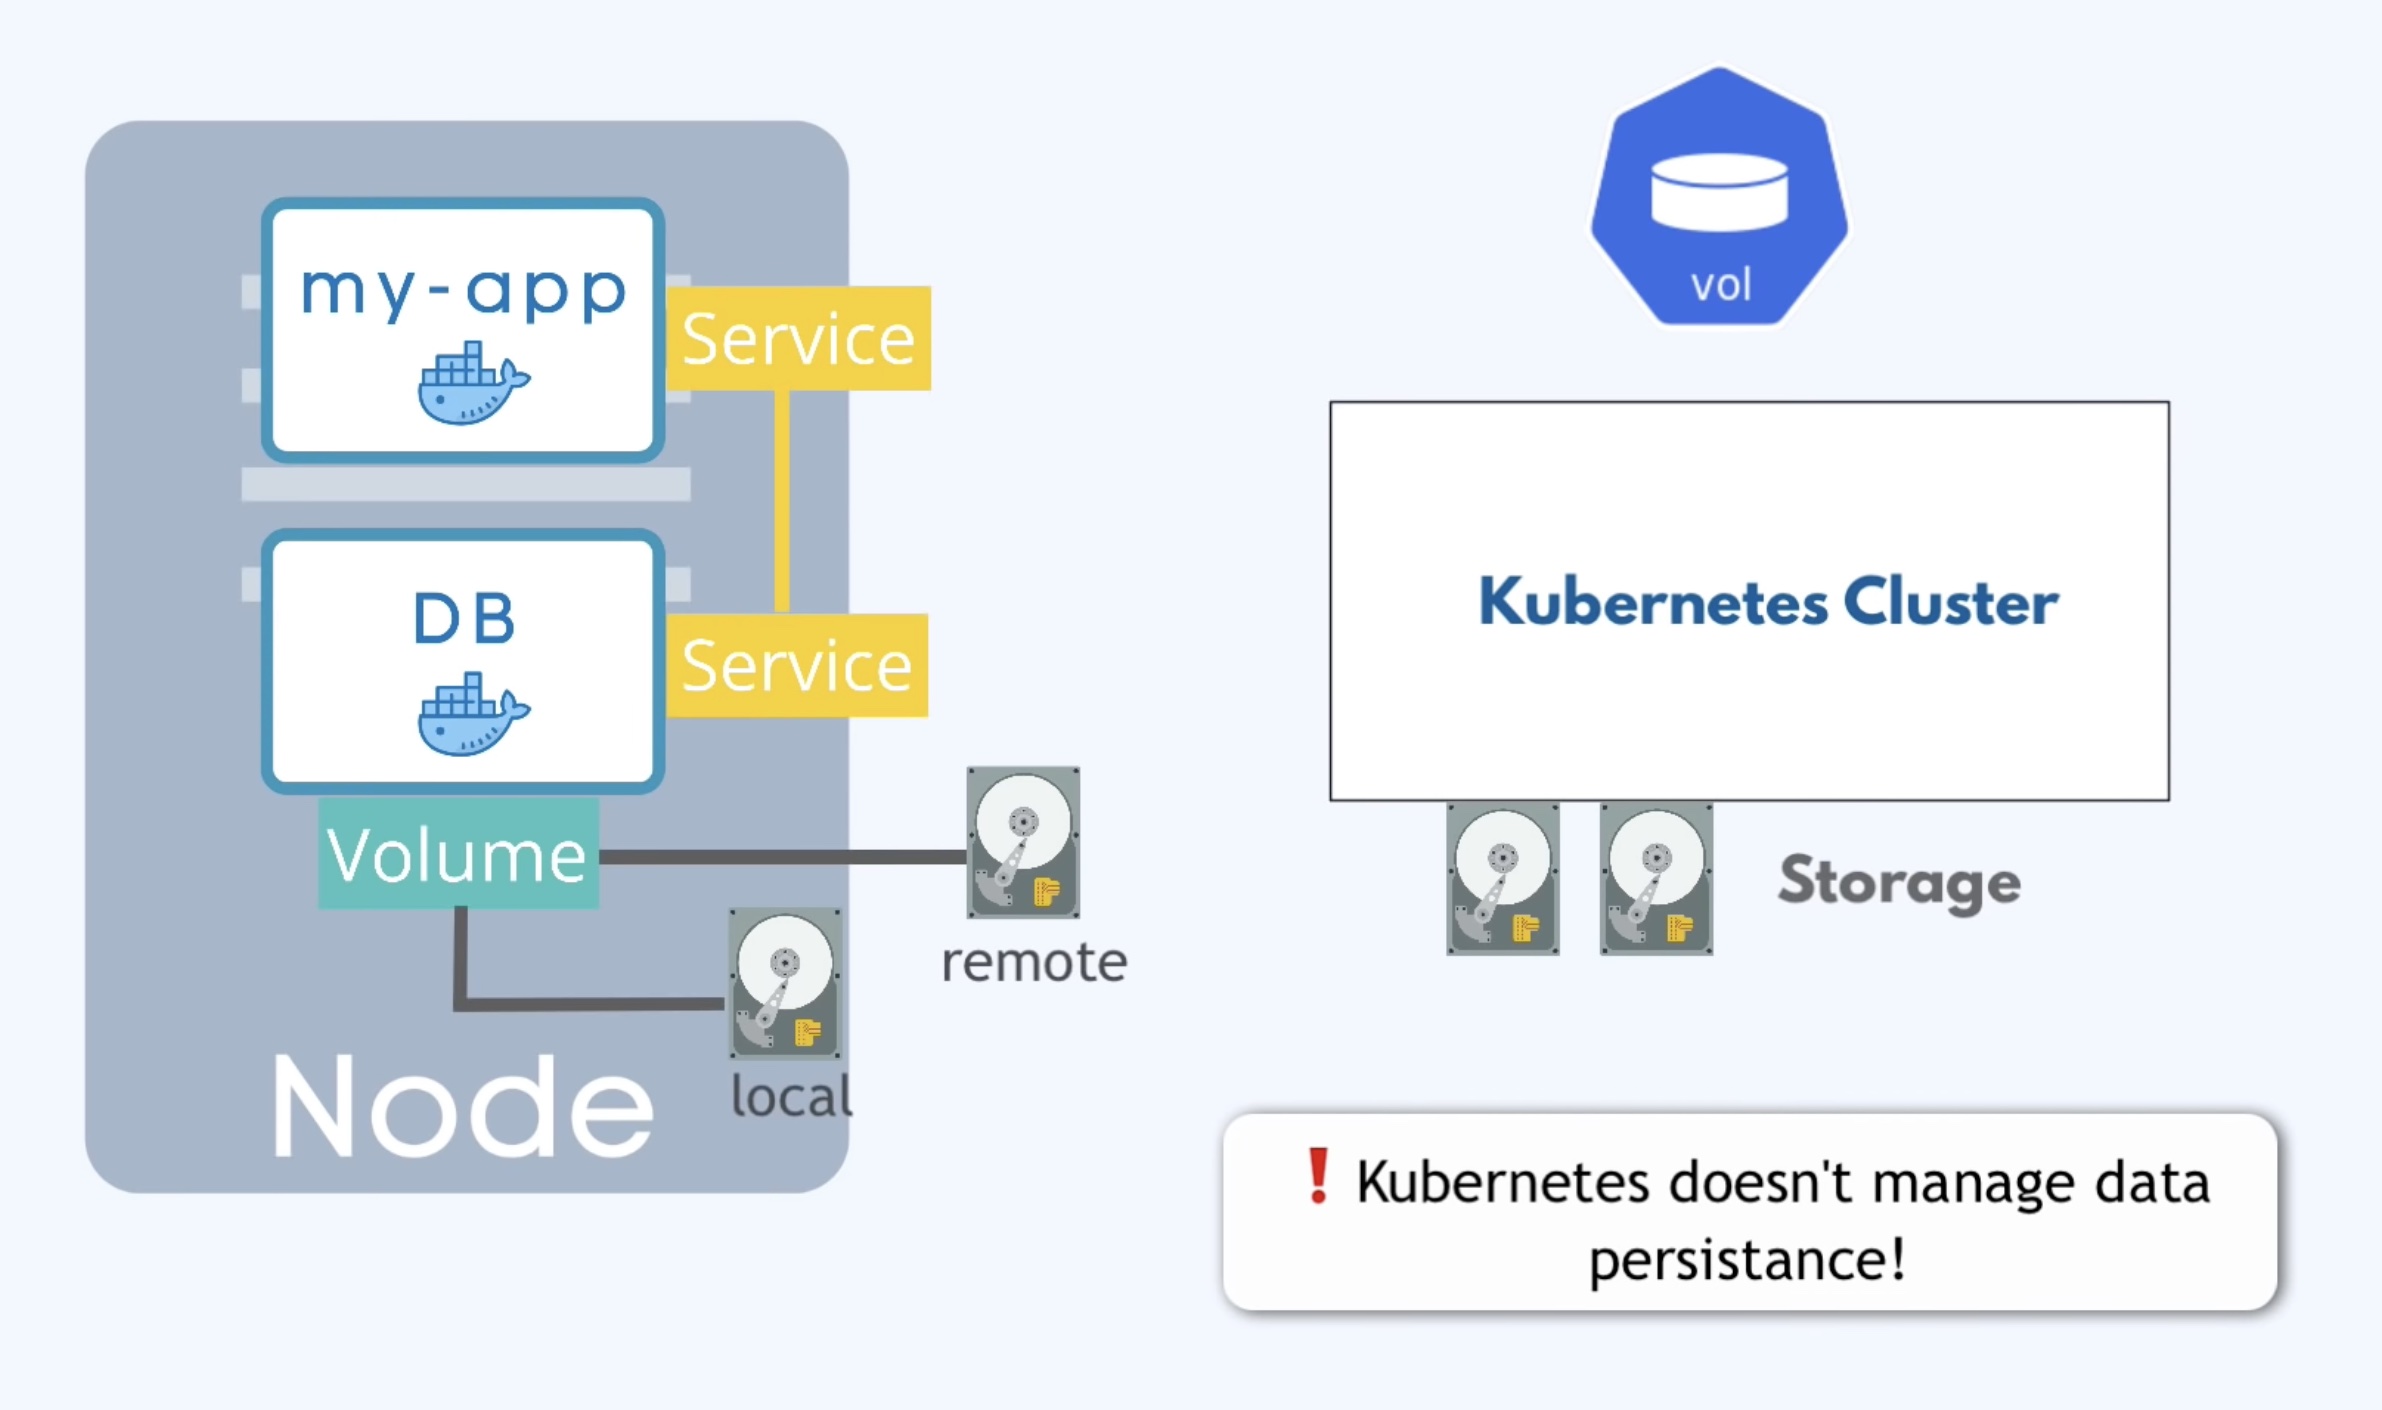 my-app
Service
DB
Service
Volume
remote
local
Node
vol
Kubernetes Cluster
Storage
❗Kubernetes doesn't manage data
persistance!